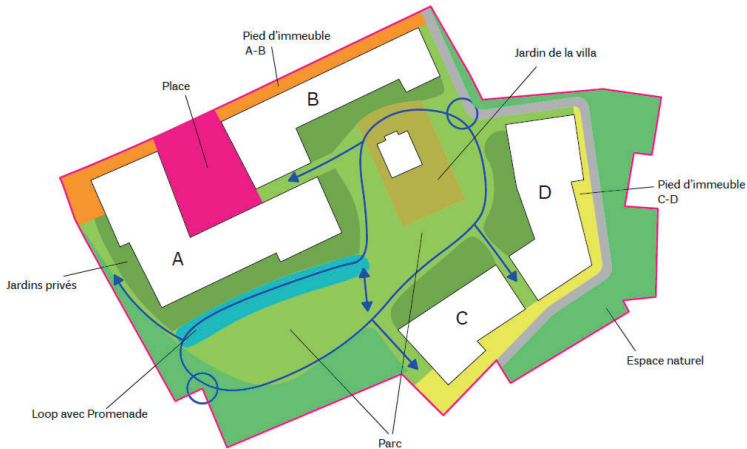 Pied d'immeuble
A-B
Jardin de la villa
Place
B
D
Pied d'immeuble
C-D
A
Jardins privés
C
Espace naturel
Loop avec Promenade
Parc